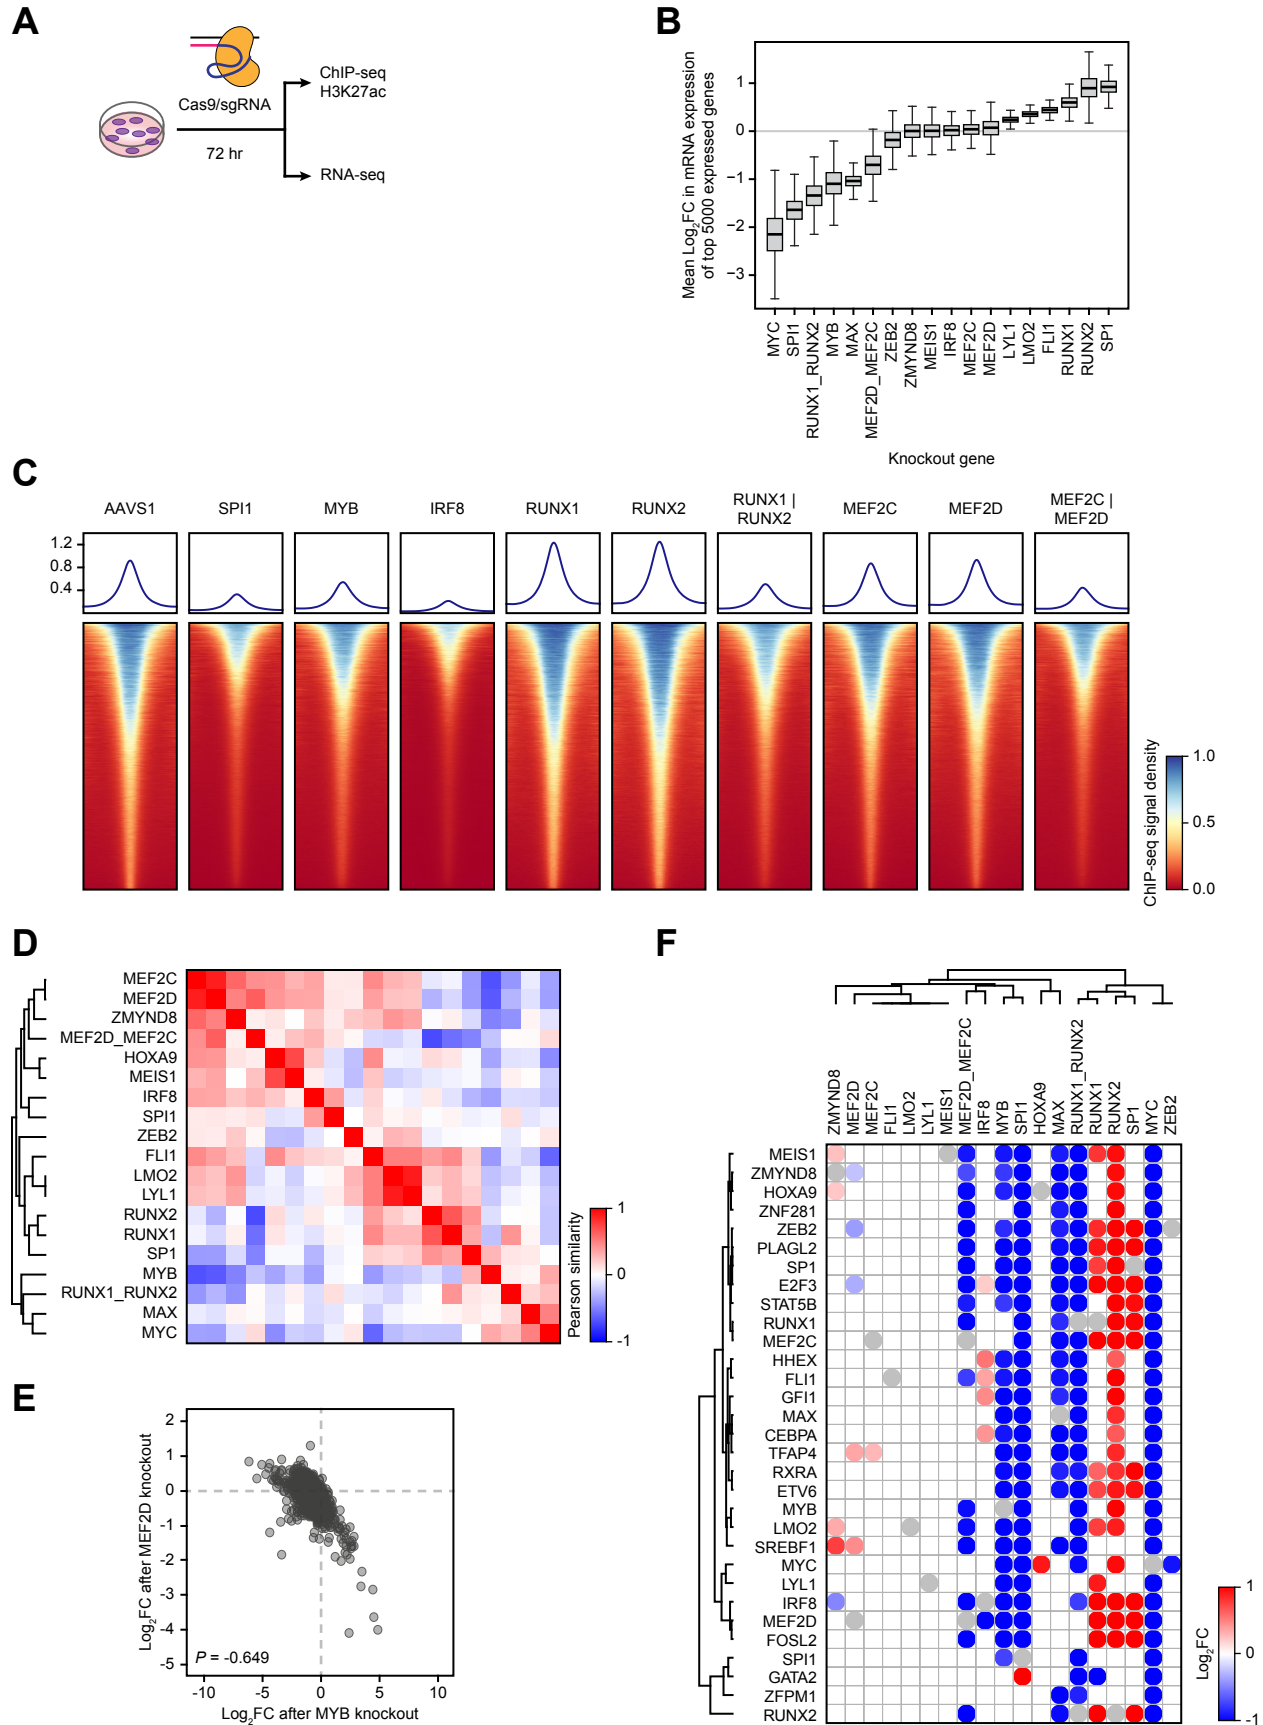 A
Cas9/sgRNA
72 hr
ChIP-seq
H3K27ac
RNA-seq
B
Mean Log2FC in mRNA expression
of top 5000 expressed genes
1
0
−1
−2
−3
MYC
SPI1
RUNX1_RUNX2
MYB
MAX
MEF2D_MEF2C
ZEB2
ZMYND8
MEIS1
IRF8
MEF2C
MEF2D
LYL1
LMO2
FLI1
RUNX1
RUNX2
SP1
Knockout gene
C
AAVS1
SPI1
MYB
IRF8
RUNX1
RUNX2
RUNX1 |
RUNX2
MEF2C
MEF2D
MEF2C |
MEF2D
1.2
0.8
0.4
ChIP-seq signal density
1.0
0.5
0.0
D
MEF2C
MEF2D
ZMYND8
MEF2D_MEF2C
HOXA9
MEIS1
IRF8
SPI1
ZEB2
FLI1
LMO2
LYL1
RUNX2
RUNX1
SP1
MYB
RUNX1_RUNX2
MAX
MYC
Pearson similarity
1
0
-1
E
Log2FC after MEF2D knockout
2
1
0
-1
-2
-3
-4
-5
P = -0.649
-10
-5
0
5
10
Log2FC after MYB knockout
F
ZMYND8
MEF2D
MEF2C
FLI1
LMO2
LYL1
MEIS1
MEF2D_MEF2C
IRF8
MYB
SPI1
HOXA9
MAX
RUNX1_RUNX2
RUNX1
RUNX2
SP1
MYC
ZEB2
MEIS1
ZMYND8
HOXA9
ZNF281
ZEB2
PLAGL2
SP1
E2F3
STAT5B
RUNX1
MEF2C
HHEX
FLI1
GFI1
MAX
CEBPA
TFAP4
RXRA
ETV6
MYB
LMO2
SREBF1
MYC
LYL1
IRF8
MEF2D
FOSL2
SPI1
GATA2
ZFPM1
RUNX2
Log2FC
1
0
-1